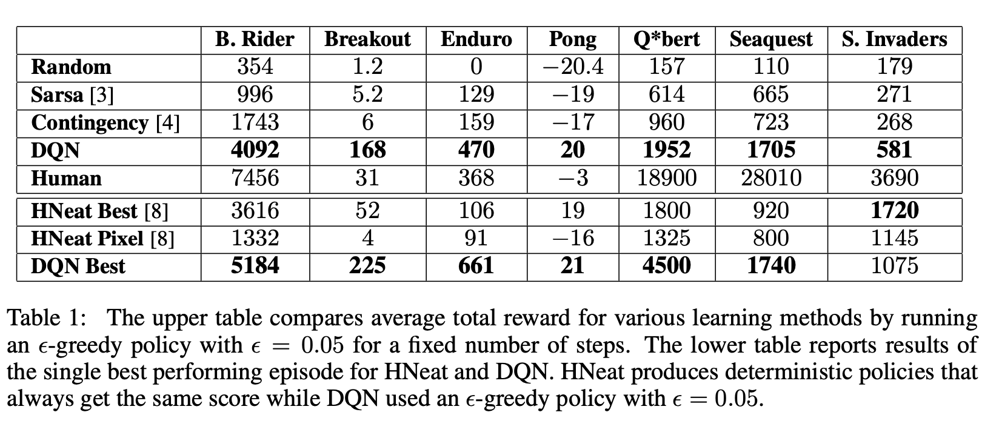 B. Rider Breakout Enduro Pong Q*bert Seaquest S. Invaders
Random 354 1.2 0 −20.4 157 110 179
Sarsa [3] 996 5.2 129 −19 614 665 271
Contingency [4] 1743 6 159 −17 960 723 268
DQN 4092 168 470 20 1952 1705 581
Human 7456 31 368 −3 18900 28010 3690
HNeat Best [8] 3616 52 106 19 1800 920 1720
HNeat Pixel [8] 1332 4 91 −16 1325 800 1145
DQN Best 5184 225 661 21 4500 1740 1075
Table 1: The upper table compares average total reward for various learning methods by running
an ϵ-greedy policy with ϵ = 0.05 for a fixed number of steps. The lower table reports results of
the single best performing episode for HNeat and DQN. HNeat produces deterministic policies that
always get the same score while DQN used an ϵ-greedy policy with ϵ = 0.05.